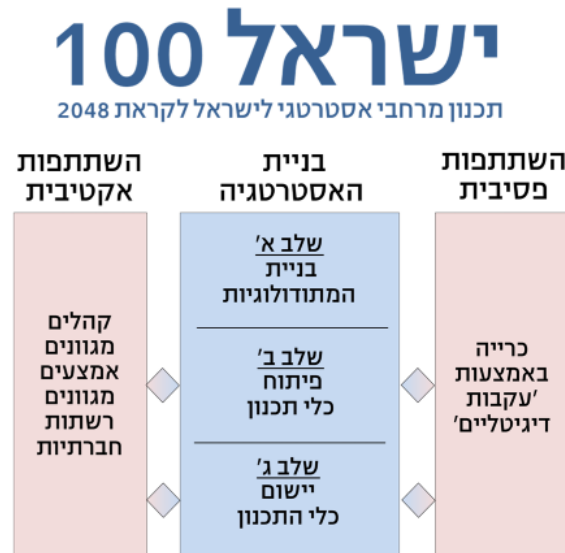 ישראל 100
תכנון מרחבי אסטרטגי לישראל לקראת 2048
השתתפות
פסיבית
בניית
האסטרטגיה
השתתפות
אקטיבית
כרייה
באמצעות
'עקבות
דיגיטליים'
שלב א'
בניית
המתודולוגיות
שלב ב'
פיתוח
כלי תכנון
שלב ג'
יישום
כלי התכנון
קהלים
מגוונים
אמצעים
מגוונים
רשתות
חברתיות